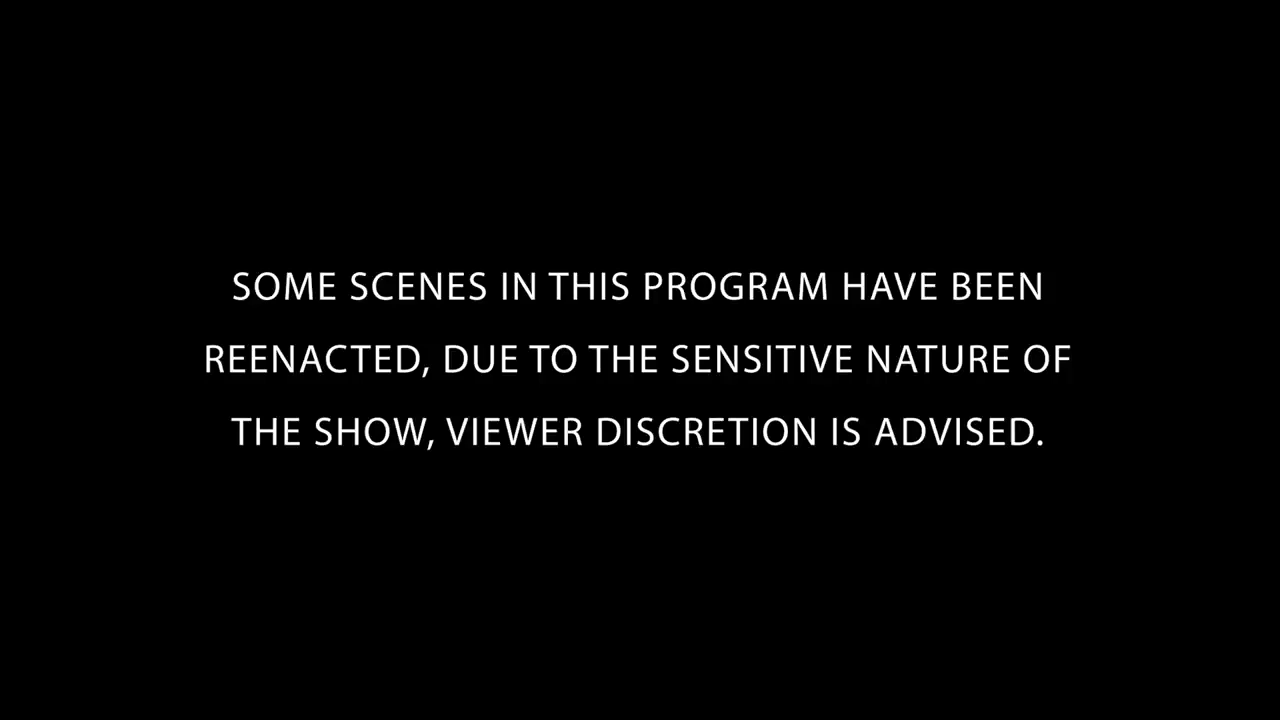 SOME SCENES IN THIS PROGRAM HAVE BEEN
REENACTED, DUE TO THE SENSITIVE NATURE OF
THE SHOW, VIEWER DISCRETION IS ADVISED.